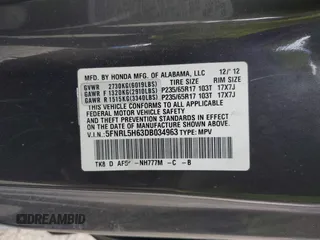 MFD. BY HONDA MFG. OF ALABAMA, LLC 12/12
GVWR 2730KG(6019LBS) TIRE SIZE RIM SIZE
GAWR F 1320KG(2910LBS) P235/65R17 103T 17X7J
GAWR R 1515KG(3340LBS) P235/65R17 103T 17X7J
THIS VEHICLE CONFORMS TO ALL APPLICABLE
FEDERAL MOTOR VEHICLE SAFETY AND
THEFT PREVENTION STANDARDS IN EFFECT ON
THE DATE OF MANUFACTURE SHOWN ABOVE.
V.I.N.:5FNRL5H63DB034963 TYPE: MPV
TK8 D NH777M -C -B
DREAMBID